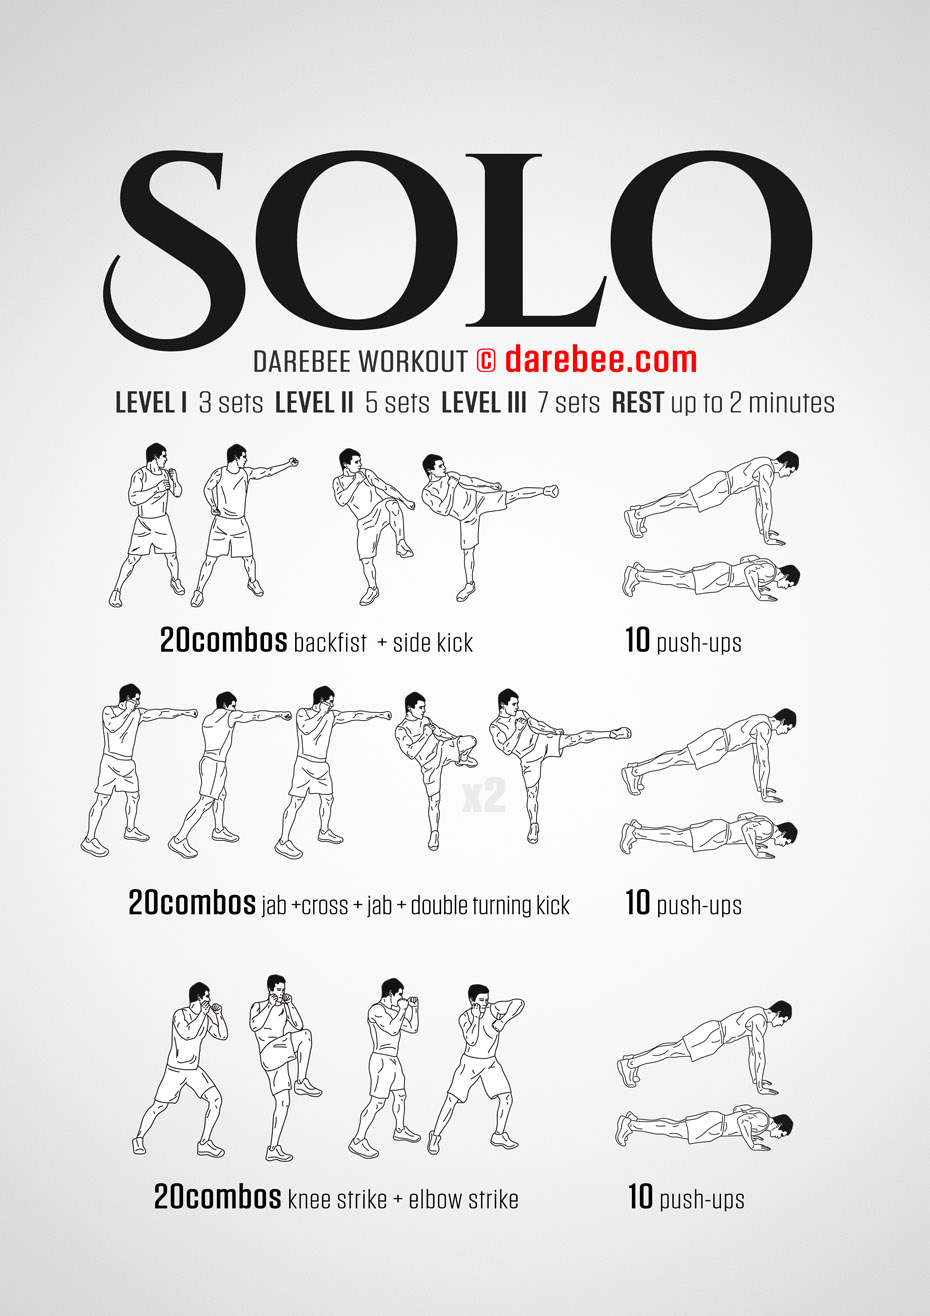 SOLO
DAREBEE WORKOUT © darebee.com
LEVEL I 3 sets LEVEL II 5 sets LEVEL III 7 sets REST up to 2 minutes
20combos backfist + side kick
10 push-ups
x2
20combos jab +cross + jab + double turning kick
10 push-ups
20combos knee strike + elbow strike
10 push-ups